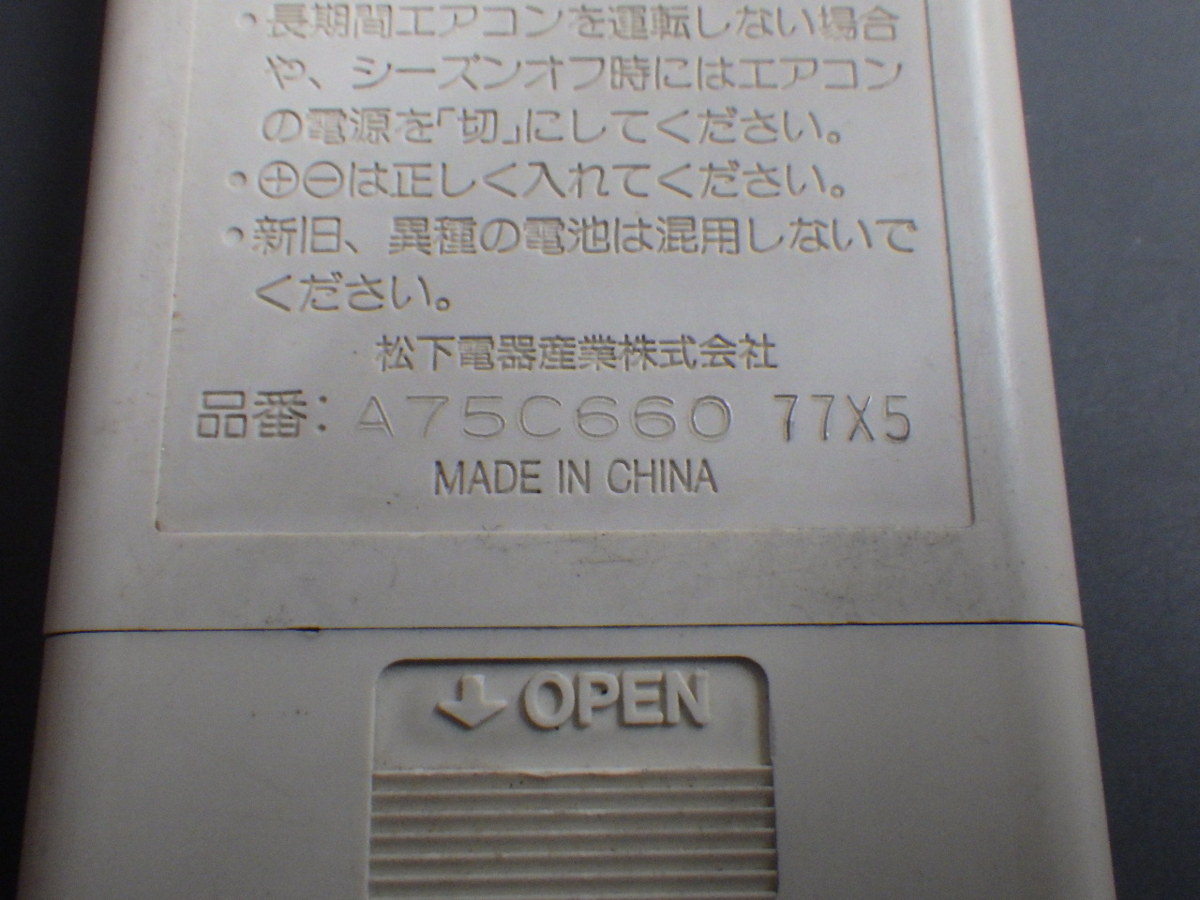 ・長期間エアコンを運転しない場合
や、シーズンオフ時にはエアコン
の電源を「切」にしてください。
・⊕⊖は正しく入れてください。
・新旧、異種の電池は混用しないで
ください。
松下電器産業株式会社
品番: A75C660 77X5
MADE IN CHINA
OPEN